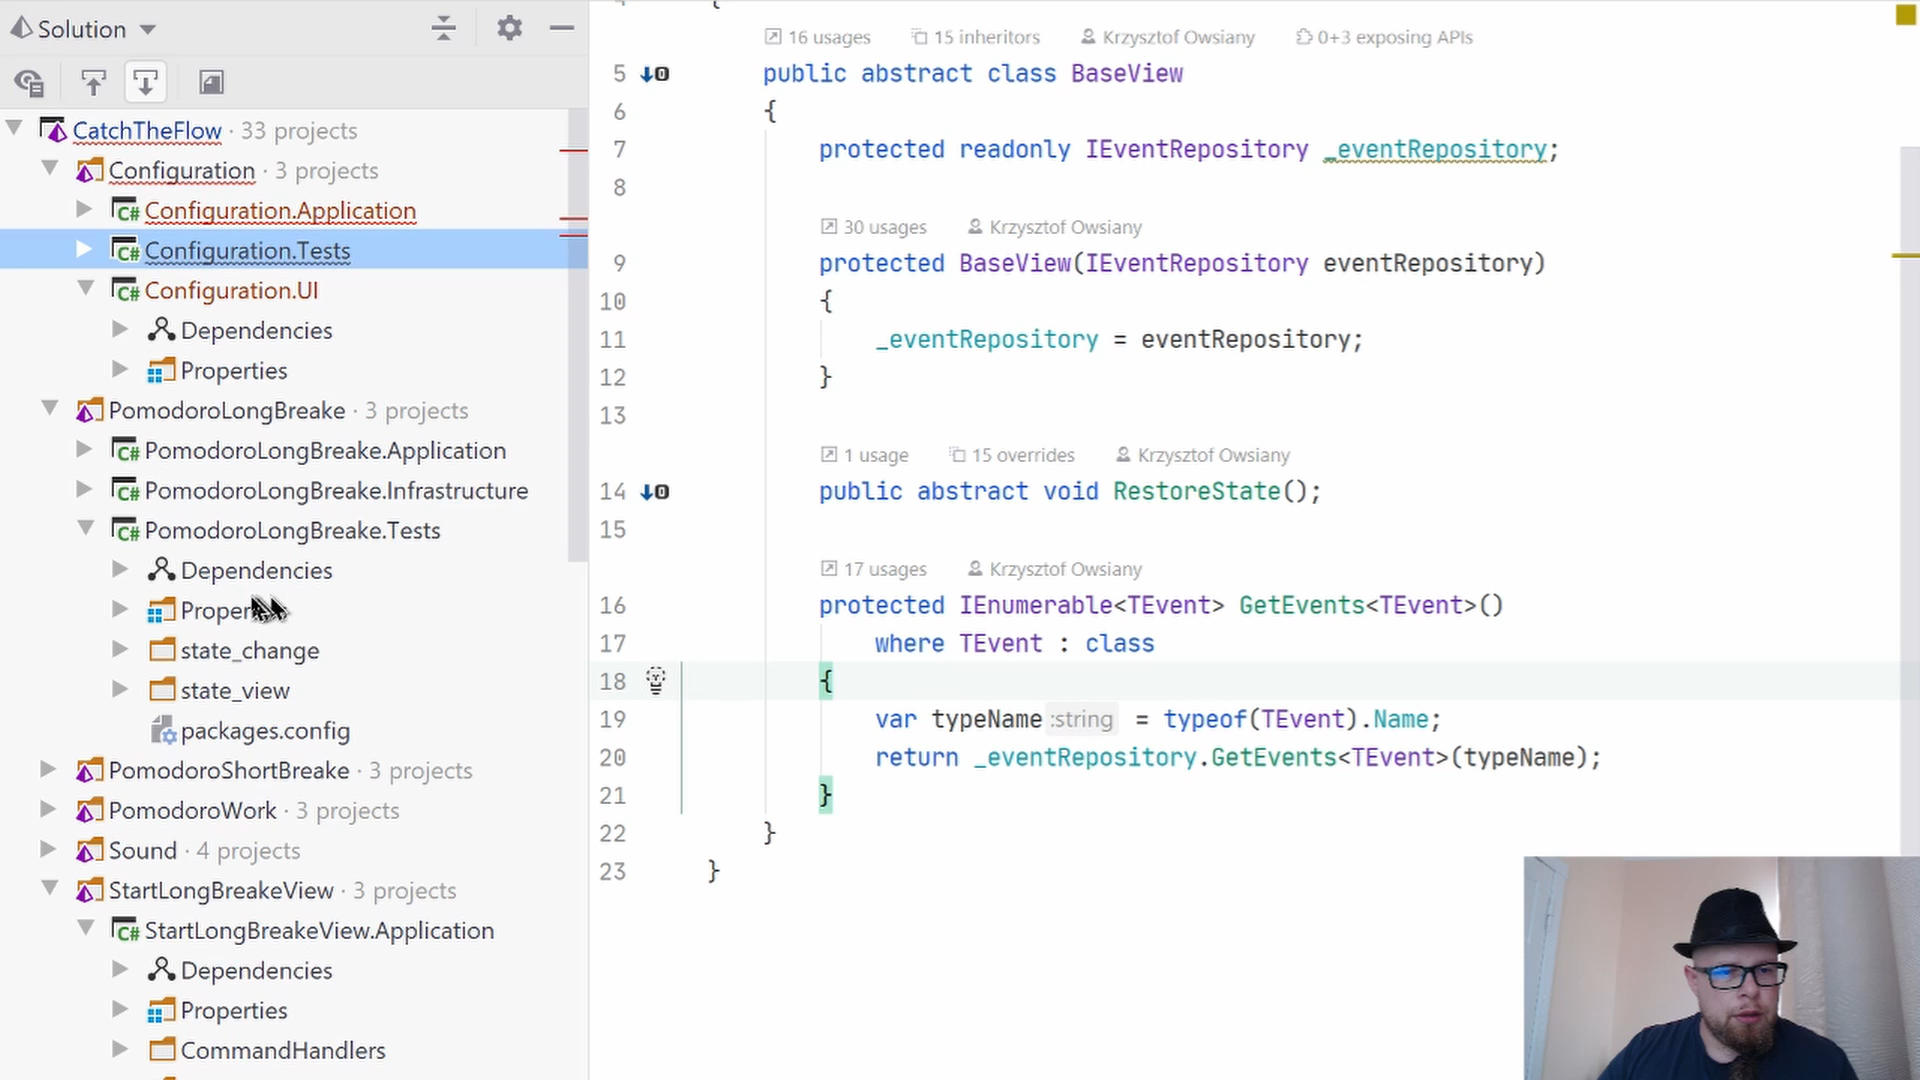 Solution
CatchTheFlow · 33 projects
Configuration · 3 projects
Configuration.Application
Configuration.Tests
Configuration.UI
Dependencies
Properties
PomodoroLongBreake · 3 projects
PomodoroLongBreake.Application
PomodoroLongBreake.Infrastructure
PomodoroLongBreake.Tests
Dependencies
Proper
state_change
state_view
packages.config
PomodoroShortBreake · 3 projects
PomodoroWork · 3 projects
Sound · 4 projects
StartLongBreakeView · 3 projects
StartLongBreakeView.Application
Dependencies
Properties
CommandHandlers
4 {
16 usages 15 inheritors Krzysztof Owsiany 0+3 exposing APIs
5 public abstract class BaseView
6 {
7 protected readonly IEventRepository _eventRepository;
8
30 usages Krzysztof Owsiany
9 protected BaseView(IEventRepository eventRepository)
10 {
11 _eventRepository = eventRepository;
12 }
13
1 usage 15 overrides Krzysztof Owsiany
14 public abstract void RestoreState();
15
17 usages Krzysztof Owsiany
16 protected IEnumerable<TEvent> GetEvents<TEvent>()
17 where TEvent : class
18 {
19 var typeName :string = typeof(TEvent).Name;
20 return _eventRepository.GetEvents<TEvent>(typeName);
21 }
22 }
23 }